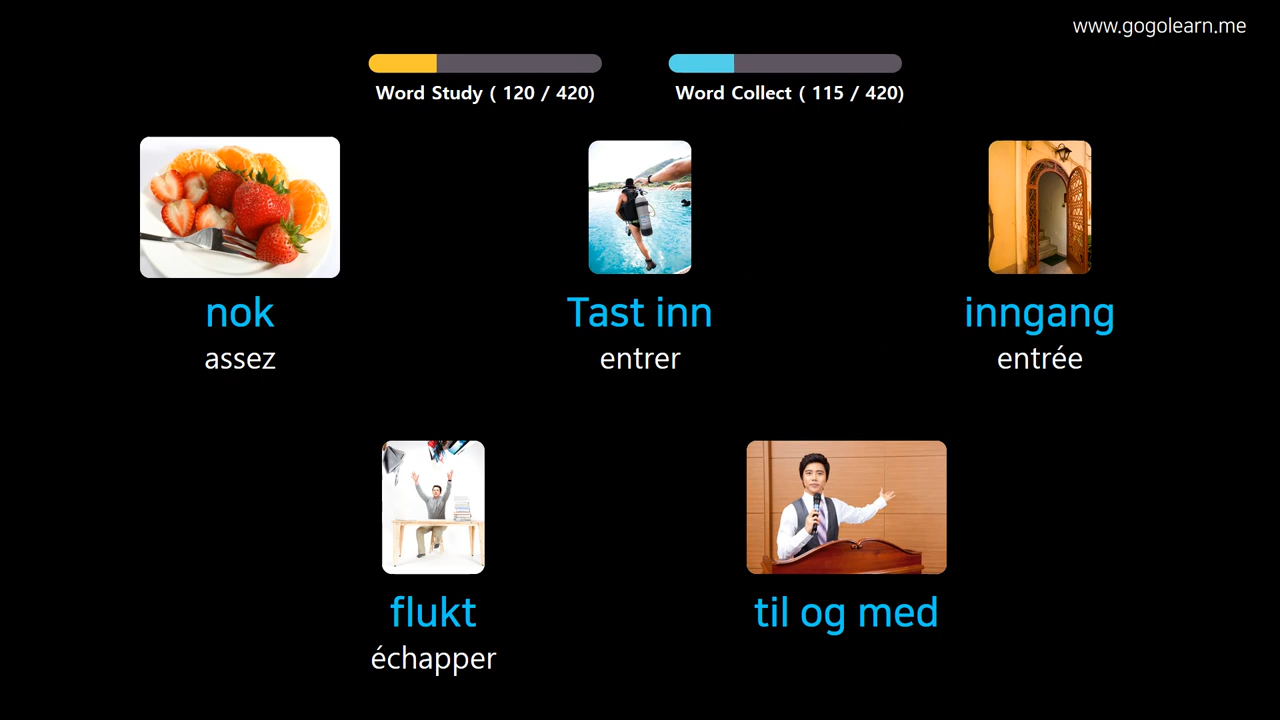 www.gogolearn.me
Word Study ( 120 / 420)
Word Collect ( 115 / 420)
nok
assez
Tast inn
entrer
inngang
entrée
flukt
échapper
til og med